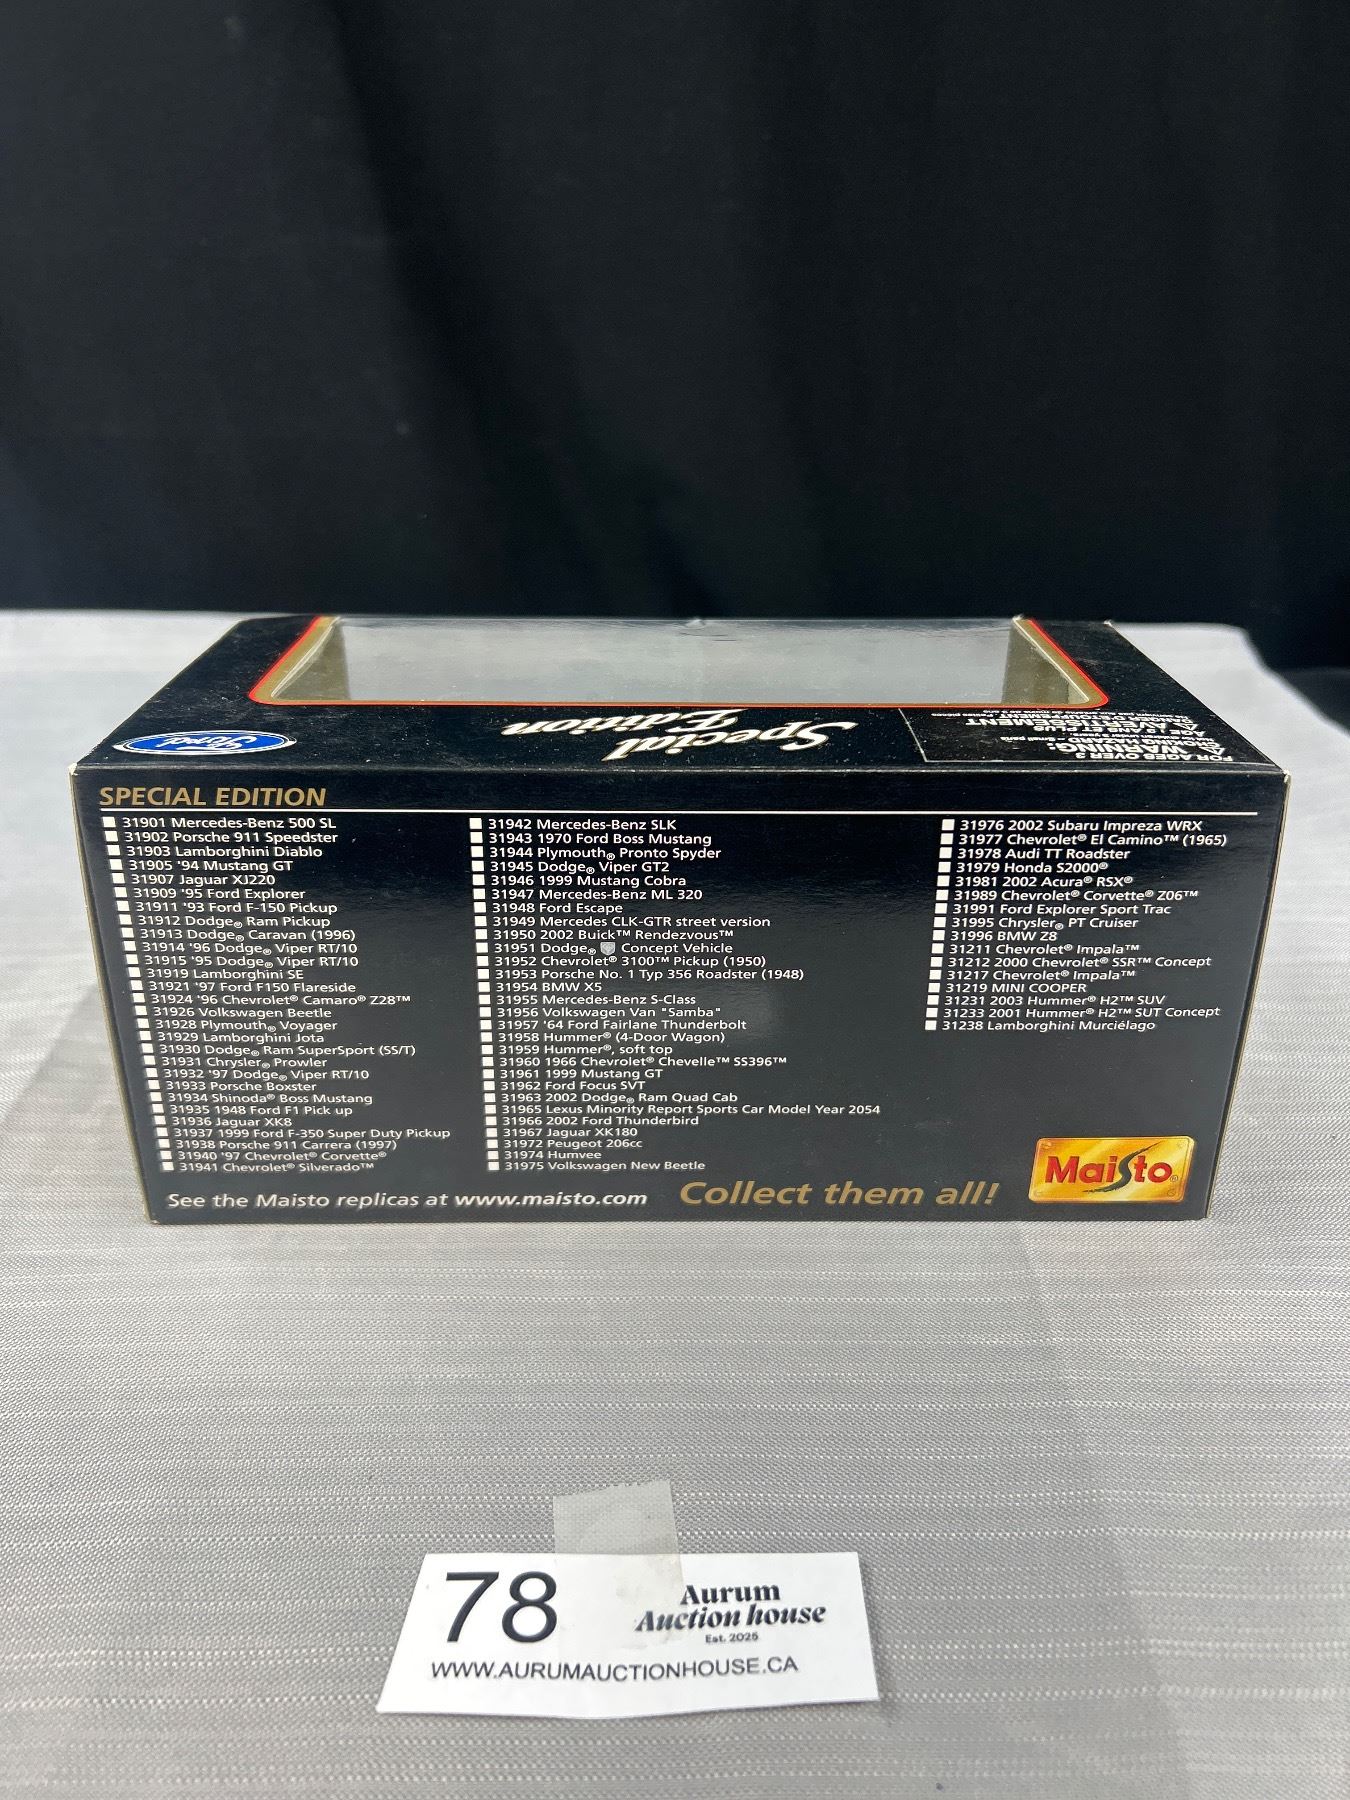 Ford
Special
Edition
FOR AGES OVER 3
WARNING:
AVERTISSEMENT
SPECIAL EDITION
31901 Mercedes-Benz 500 SL
31902 Porsche 911 Speedster
31903 Lamborghini Diablo
31905 '94 Mustang GT
31907 Jaguar XJ220
31909 '95 Ford Explorer
31911 '93 Ford F-150 Pickup
31912 Dodge® Ram Pickup
31913 Dodge® Caravan (1996)
31914 '96 Dodge® Viper RT/10
31915 '95 Dodge® Viper RT/10
31919 Lamborghini SE
31921 '97 Ford F150 Flareside
31924 '96 Chevrolet® Camaro® Z28™
31926 Volkswagen Beetle
31928 Plymouth® Voyager
31929 Lamborghini Jota
31930 Dodge® Ram SuperSport (SS/T)
31931 Chrysler® Prowler
31932 '97 Dodge® Viper RT/10
31933 Porsche Boxster
31934 Shinoda® Boss Mustang
31935 1948 Ford F1 Pick up
31936 Jaguar XK8
31937 1999 Ford F-350 Super Duty Pickup
31938 Porsche 911 Carrera (1997)
31940 '97 Chevrolet® Corvette®
31941 Chevrolet® Silverado™
31942 Mercedes-Benz SLK
31943 1970 Ford Boss Mustang
31944 Plymouth® Pronto Spyder
31945 Dodge® Viper GT2
31946 1999 Mustang Cobra
31947 Mercedes-Benz ML 320
31948 Ford Escape
31949 Mercedes CLK-GTR street version
31950 2002 Buick™ Rendezvous™
31951 Dodge® Concept Vehicle
31952 Chevrolet® 3100™ Pickup (1950)
31953 Porsche No. 1 Typ 356 Roadster (1948)
31954 BMW X5
31955 Mercedes-Benz S-Class
31956 Volkswagen Van "Samba"
31957 '64 Ford Fairlane Thunderbolt
31958 Hummer® (4-Door Wagon)
31959 Hummer®, soft top
31960 1966 Chevrolet® Chevelle™ SS396™
31961 1999 Mustang GT
31962 Ford Focus SVT
31963 2002 Dodge® Ram Quad Cab
31965 Lexus Minority Report Sports Car Model Year 2054
31966 2002 Ford Thunderbird
31967 Jaguar XK180
31972 Peugeot 206cc
31974 Humvee
31975 Volkswagen New Beetle
31976 2002 Subaru Impreza WRX
31977 Chevrolet® El Camino™ (1965)
31978 Audi TT Roadster
31979 Honda S2000®
31981 2002 Acura® RSX®
31989 Chevrolet® Corvette® Z06™
31991 Ford Explorer Sport Trac
31995 Chrysler® PT Cruiser
31996 BMW Z8
31211 Chevrolet® Impala™
31212 2000 Chevrolet® SSR™ Concept
31217 Chevrolet® Impala™
31219 MINI COOPER
31231 2003 Hummer® H2™ SUV
31233 2001 Hummer® H2™ SUT Concept
31238 Lamborghini Murciélago
See the Maisto replicas at www.maisto.com
Collect them all!
Maisto®
78
Aurum
Auction house
Est. 2025
WWW.AURUMAUCTIONHOUSE.CA